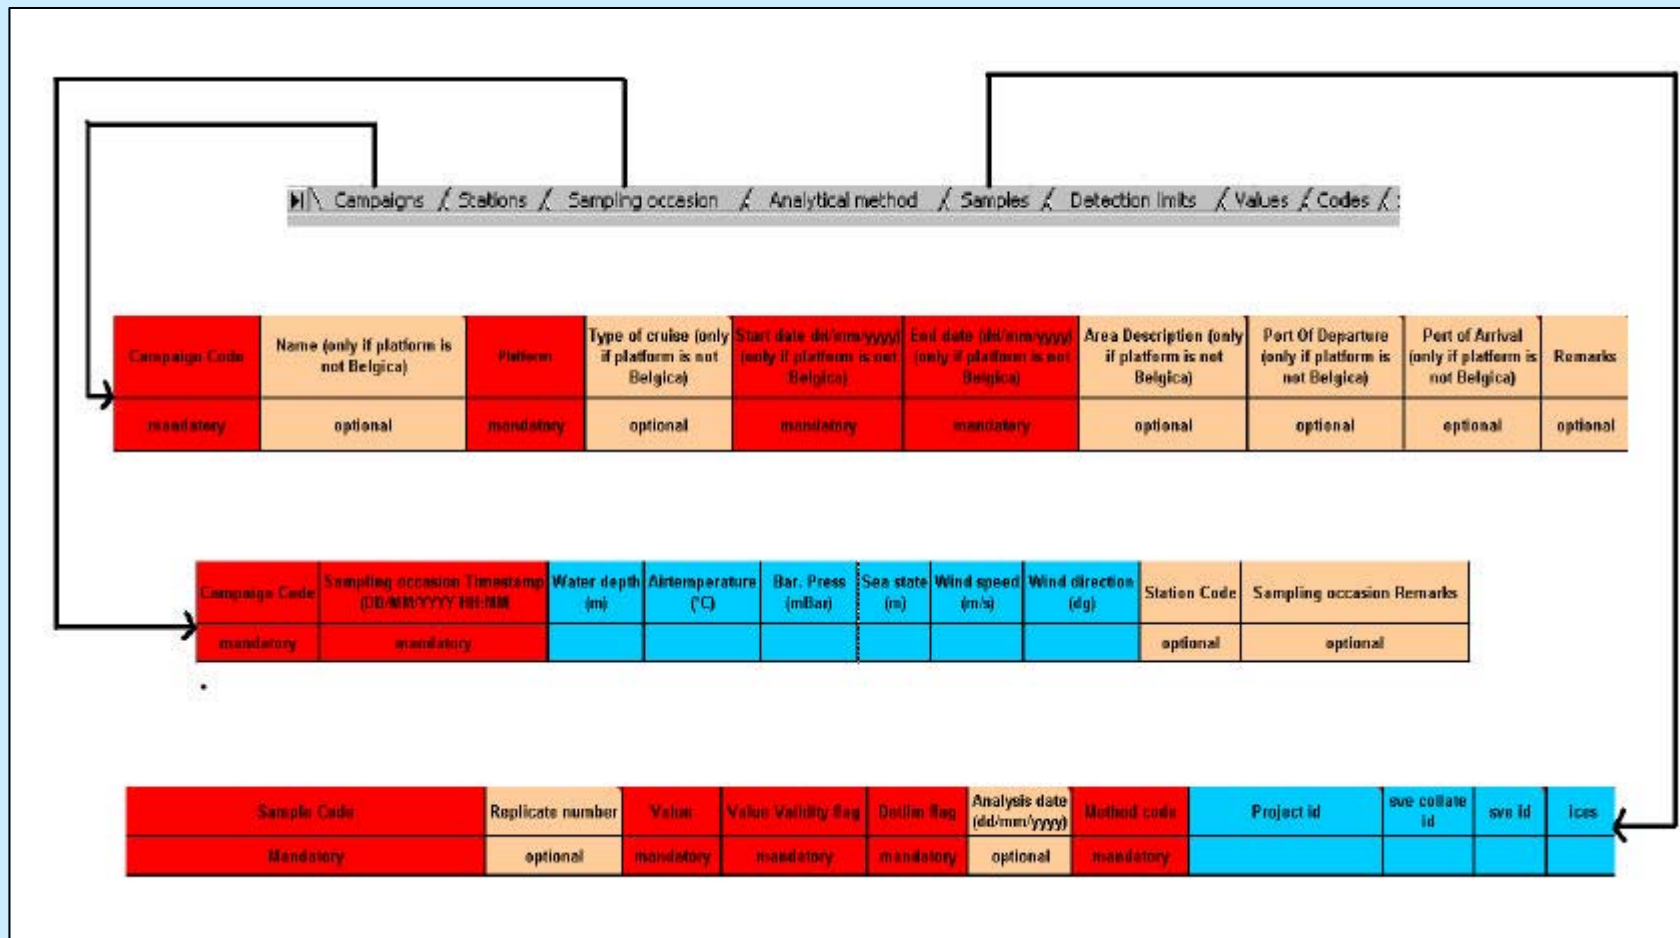 Campaigns / Stations / Sampling occasion / Analytical method / Samples / Detection limits / Values / Codes /
Campaign Code
Name (only if platform is
not Belgica)
Platform
Type of cruise (only
if platform is not
Belgica)
Start date dd/mm/yyyy)
(only if platform is not
Belgica)
End date (dd/mm/yyyy)
(only if platform is not
Belgica)
Area Description (only
if platform is not
Belgica)
Port Of Departure
(only if platform is
not Belgica)
Port of Arrival
(only if platform is
not Belgica)
Remarks
mandatory optional mandatory optional mandatory mandatory optional optional optional optional
Campaign Code
Sampling occasion Timestamp
(DD/MM/YYYY HH:MM
Water depth
(m)
Airtemperature
(°C)
Bar. Press
(mBar)
Sea state
(m)
Wind speed
(m/s)
Wind direction
(dg)
Station Code
Sampling occasion Remarks
mandatory mandatory optional optional
Sample Code
Replicate number
Value
Value Validity flag
Detlim flag
Analysis date
(dd/mm/yyyy)
Method code
Project id
sve collate
id
sve id
ices
Mandatory optional mandatory mandatory mandatory optional mandatory